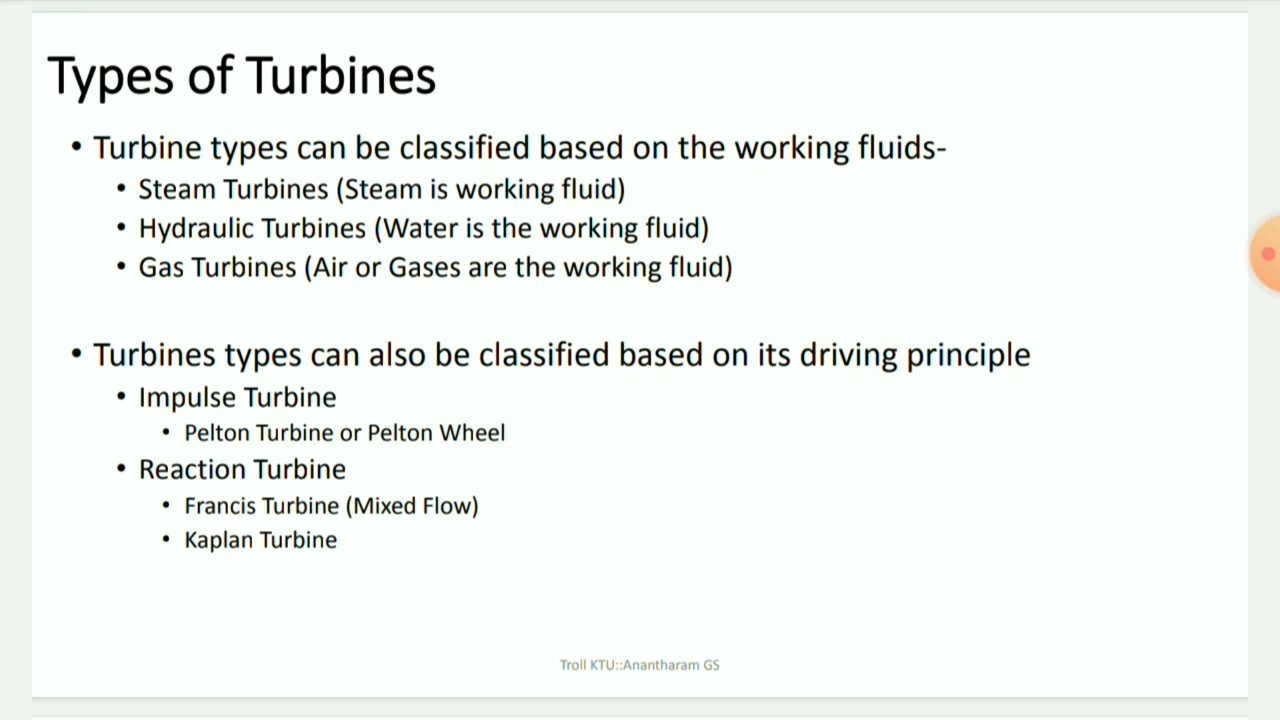 Types of Turbines
• Turbine types can be classified based on the working fluids-
• Steam Turbines (Steam is working fluid)
• Hydraulic Turbines (Water is the working fluid)
• Gas Turbines (Air or Gases are the working fluid)
• Turbines types can also be classified based on its driving principle
• Impulse Turbine
• Pelton Turbine or Pelton Wheel
• Reaction Turbine
• Francis Turbine (Mixed Flow)
• Kaplan Turbine
Troll KTU::Anantharam GS